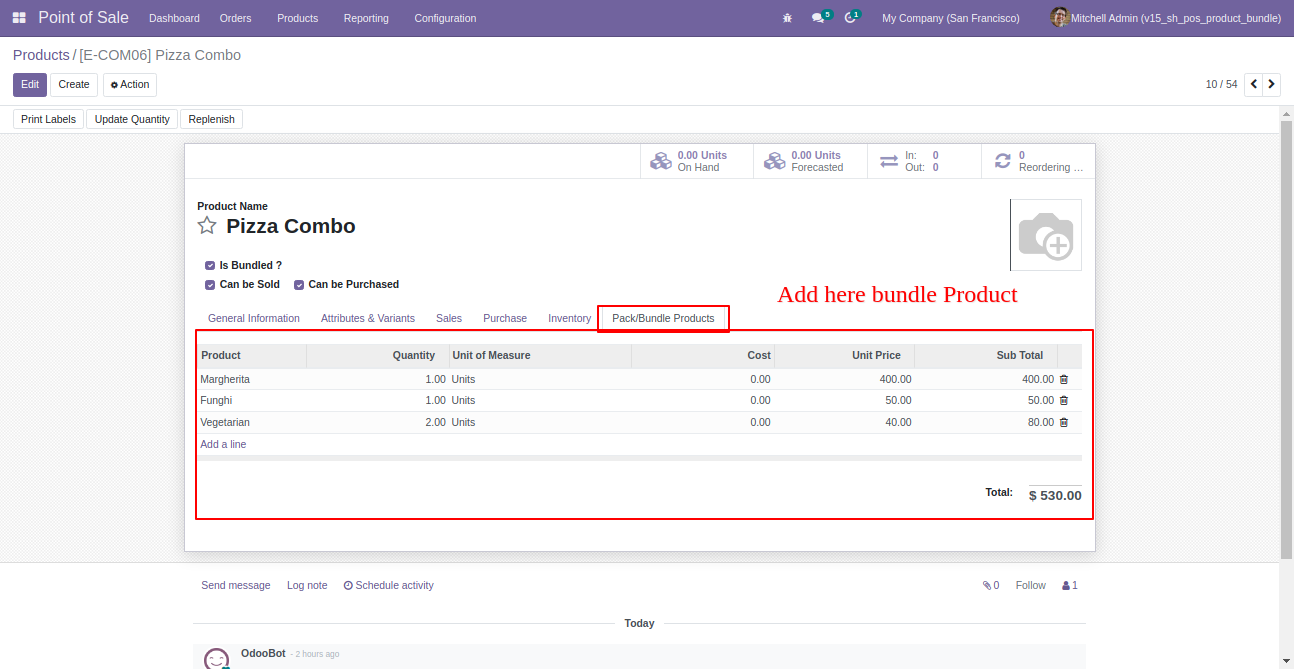 Point of Sale Dashboard Orders Products Reporting Configuration 5 1 My Company (San Francisco) Mitchell Admin (v15_sh_pos_product_bundle)
Products / [E-COM06] Pizza Combo
Edit Create Action 10 / 54
Print Labels Update Quantity Replenish
0.00 Units On Hand
0.00 Units Forecasted
In: 0
Out: 0
0 Reordering ...
Product Name
Pizza Combo
Is Bundled ?
Can be Sold Can be Purchased
Add here bundle Product
General Information Attributes & Variants Sales Purchase Inventory Pack/Bundle Products
Product Quantity Unit of Measure Cost Unit Price Sub Total
Margherita 1.00 Units 0.00 400.00 400.00
Funghi 1.00 Units 0.00 50.00 50.00
Vegetarian 2.00 Units 0.00 40.00 80.00
Add a line
Total: $ 530.00
Send message Log note Schedule activity 0 Follow 1
Today
OdooBot - 2 hours ago